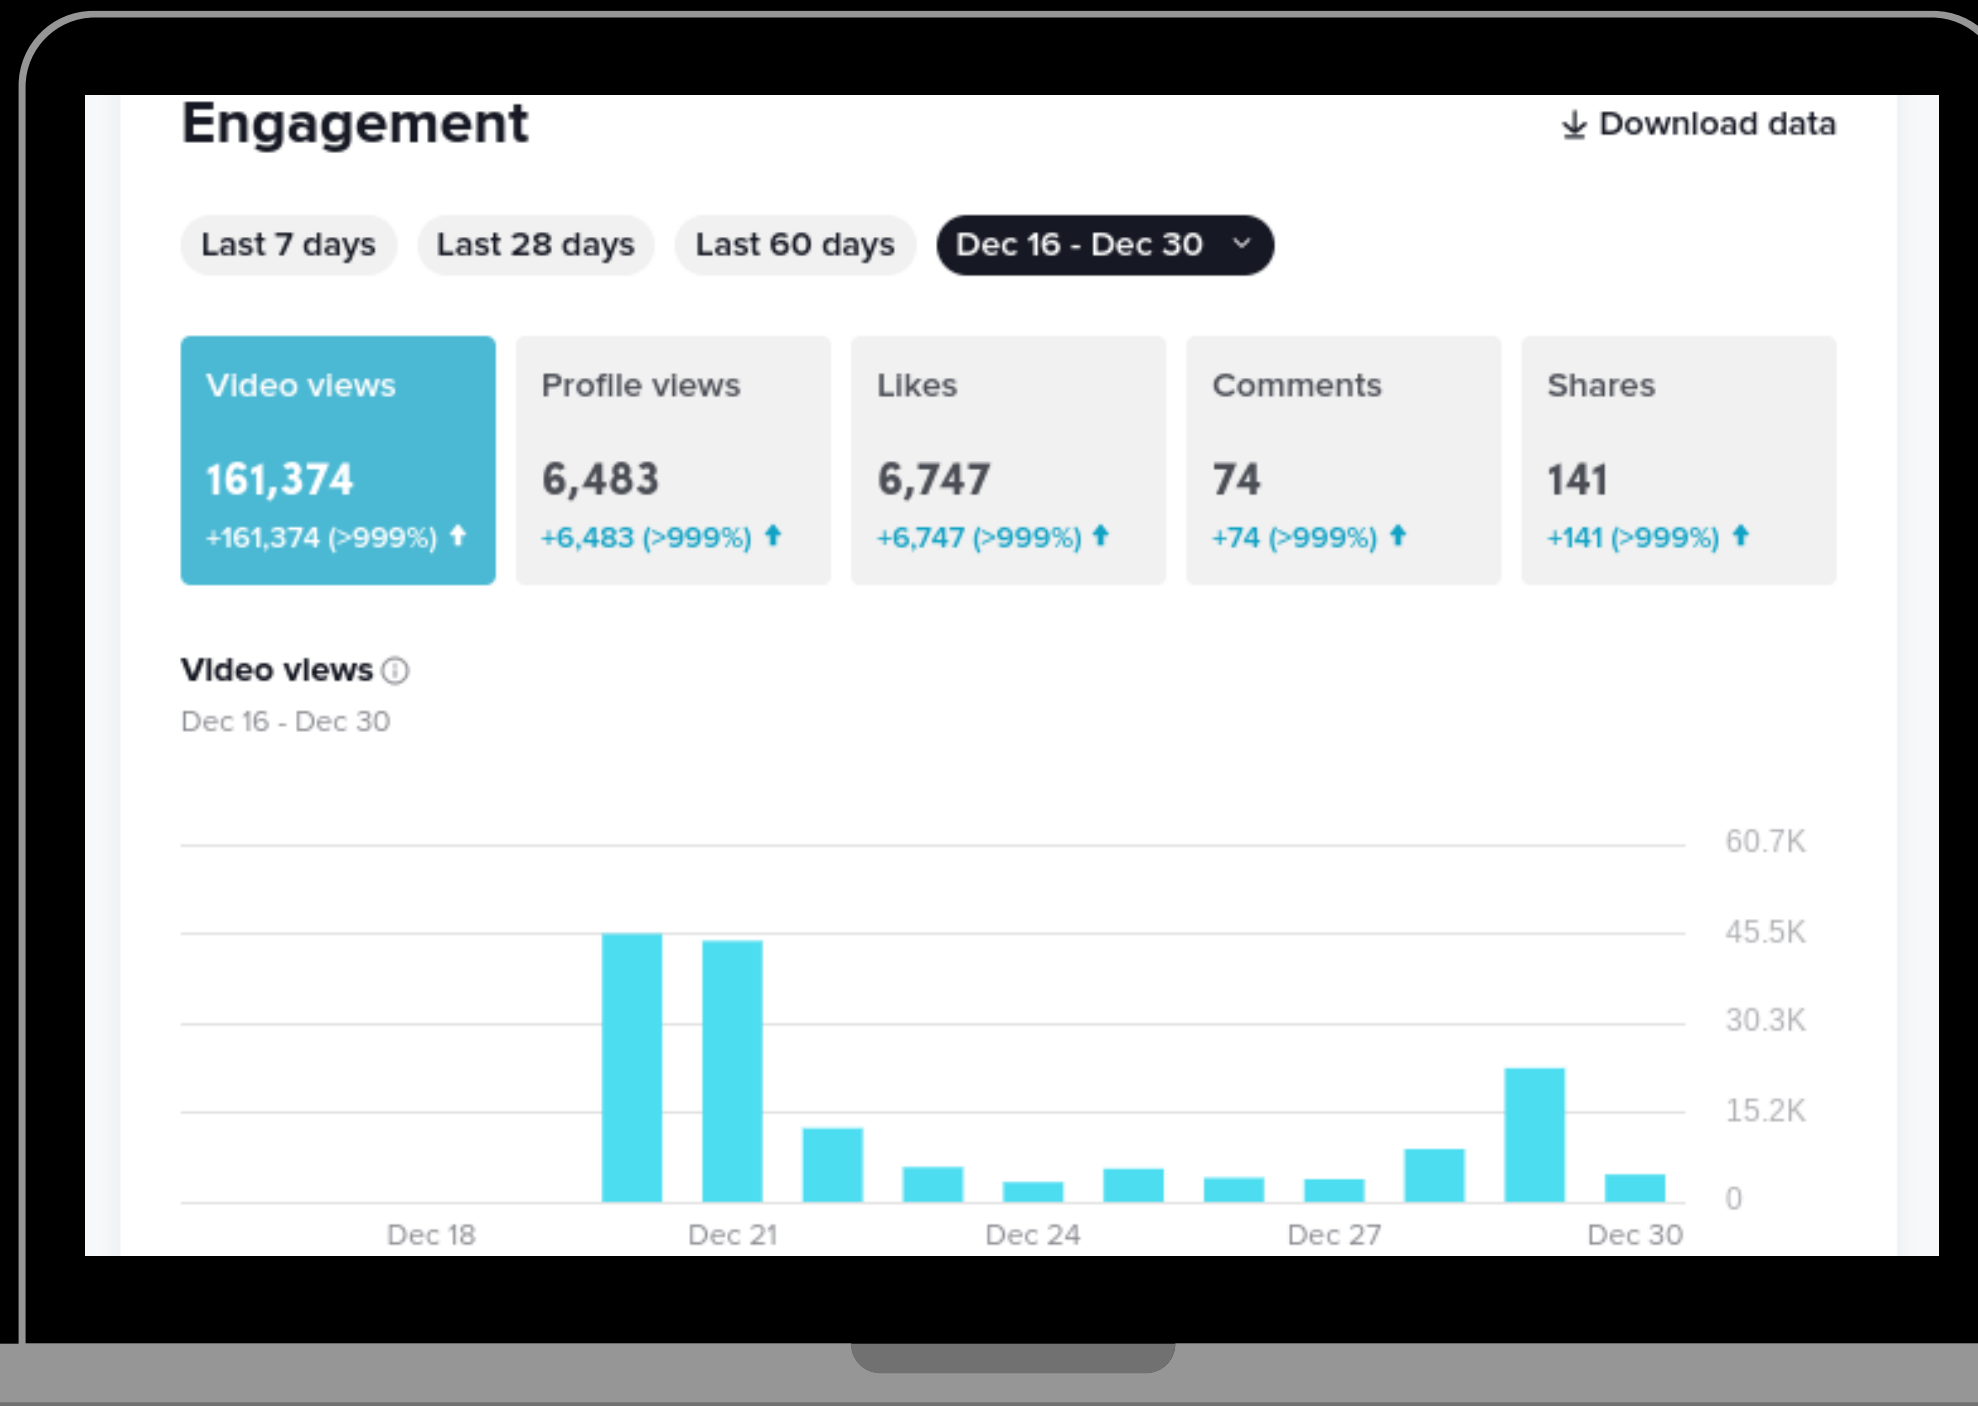 Engagement
Download data
Last 7 days
Last 28 days
Last 60 days
Dec 16 - Dec 30
Video views
161,374
+161,374 (>999%)
Profile views
6,483
+6,483 (>999%)
Likes
6,747
+6,747 (>999%)
Comments
74
+74 (>999%)
Shares
141
+141 (>999%)
Video views
Dec 16 - Dec 30
60.7K
45.5K
30.3K
15.2K
0
Dec 18
Dec 21
Dec 24
Dec 27
Dec 30